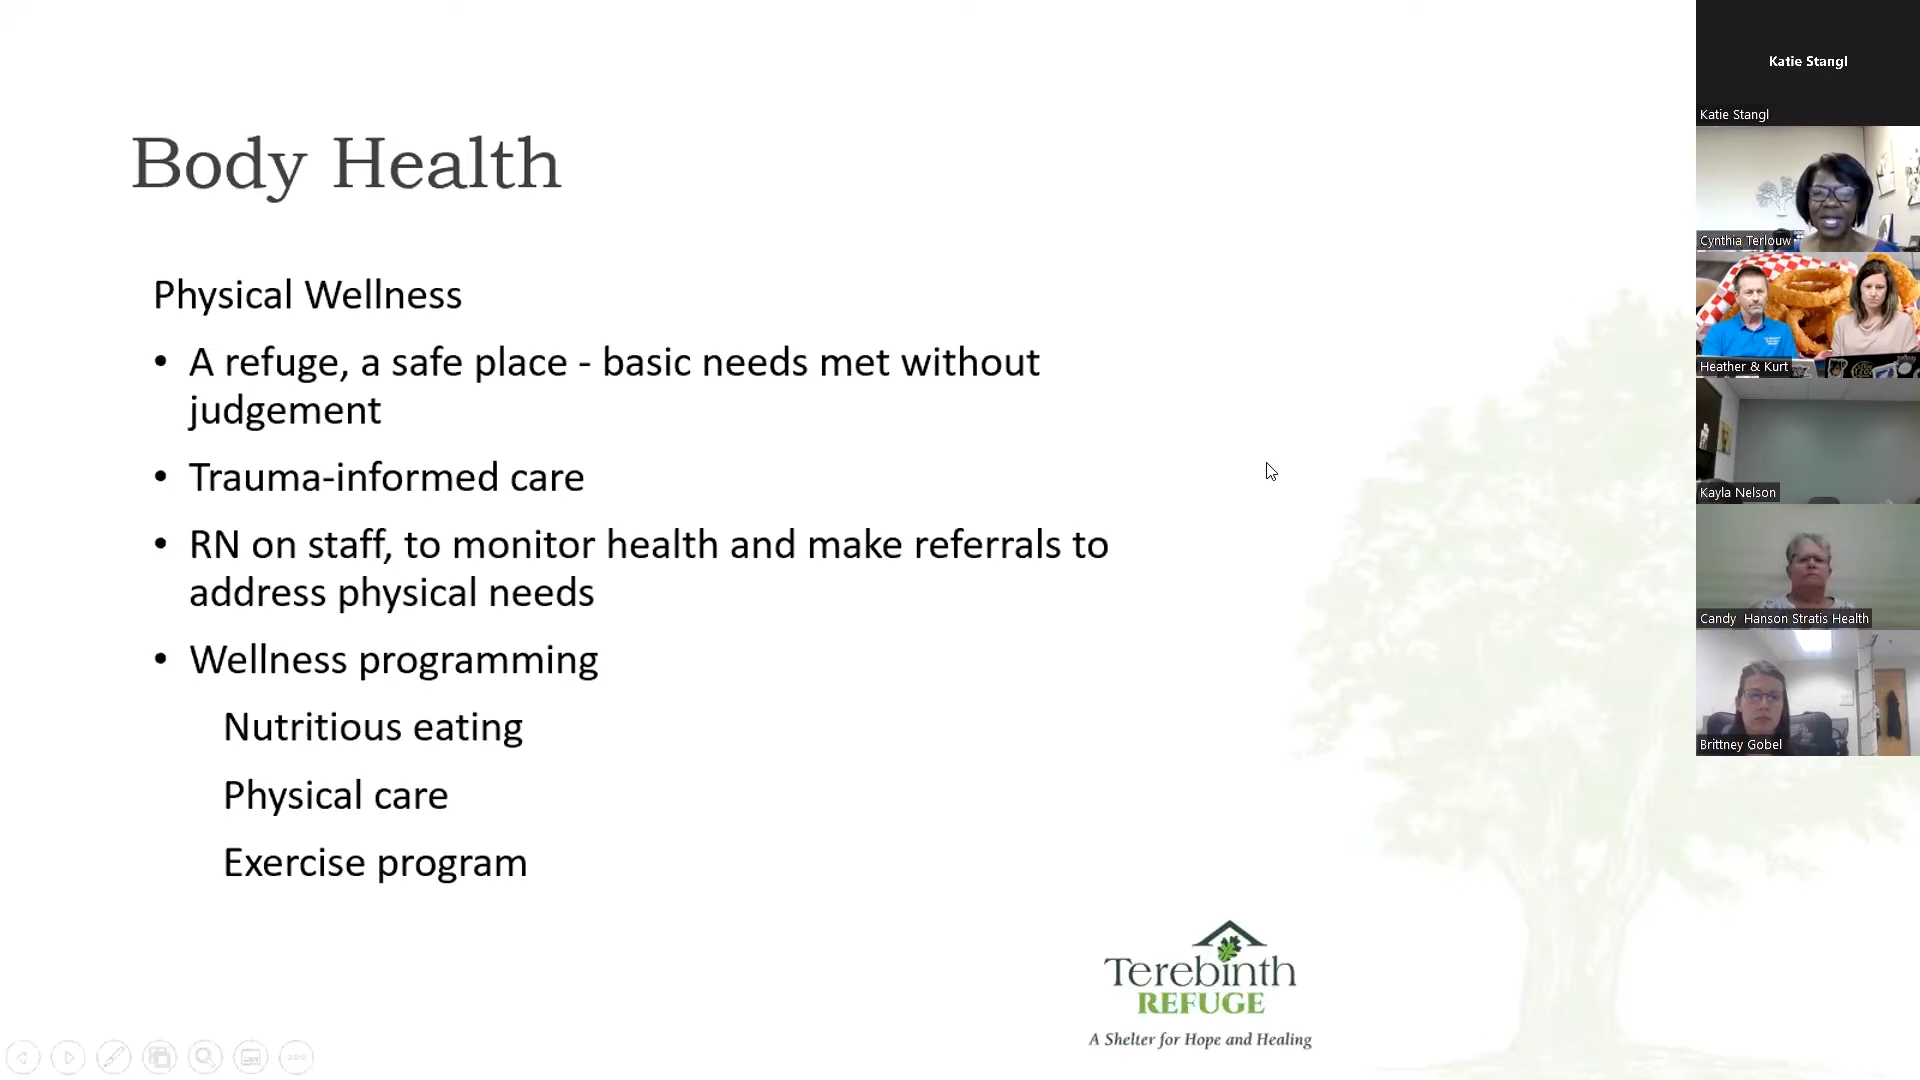 Body Health
Physical Wellness
• A refuge, a safe place - basic needs met without
judgement
• Trauma-informed care
• RN on staff, to monitor health and make referrals to
address physical needs
• Wellness programming
Nutritious eating
Physical care
Exercise program
Terebinth
REFUGE
A Shelter for Hope and Healing
Katie Stangl
Katie Stangl
Cynthia Terlouw
Heather & Kurt
Kayla Nelson
Candy Hanson Stratis Health
Brittney Gobel